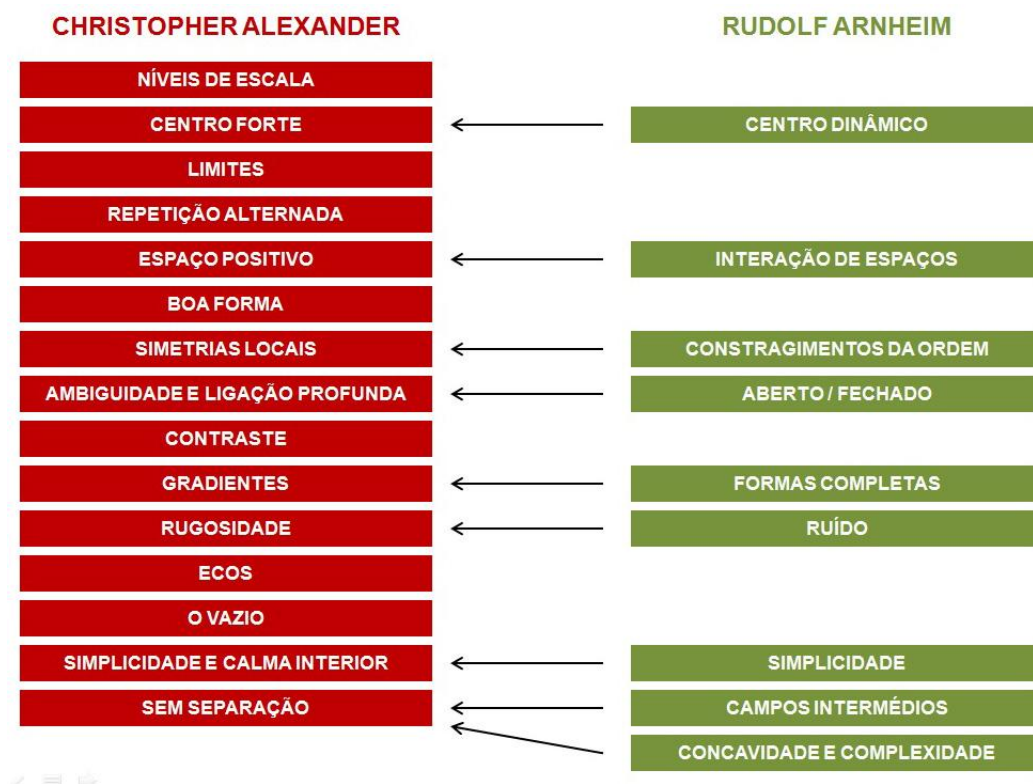 CHRISTOPHER ALEXANDER
NÍVEIS DE ESCALA
CENTRO FORTE
LIMITES
REPETIÇÃO ALTERNADA
ESPAÇO POSITIVO
BOA FORMA
SIMETRIAS LOCAIS
AMBIGUIDADE E LIGAÇÃO PROFUNDA
CONTRASTE
GRADIENTES
RUGOSIDADE
ECOS
O VAZIO
SIMPLICIDADE E CALMA INTERIOR
SEM SEPARAÇÃO
RUDOLF ARNHEIM
CENTRO DINÂMICO
INTERAÇÃO DE ESPAÇOS
CONSTRAGIMENTOS DA ORDEM
ABERTO / FECHADO
FORMAS COMPLETAS
RUÍDO
SIMPLICIDADE
CAMPOS INTERMÉDIOS
CONCAVIDADE E COMPLEXIDADE